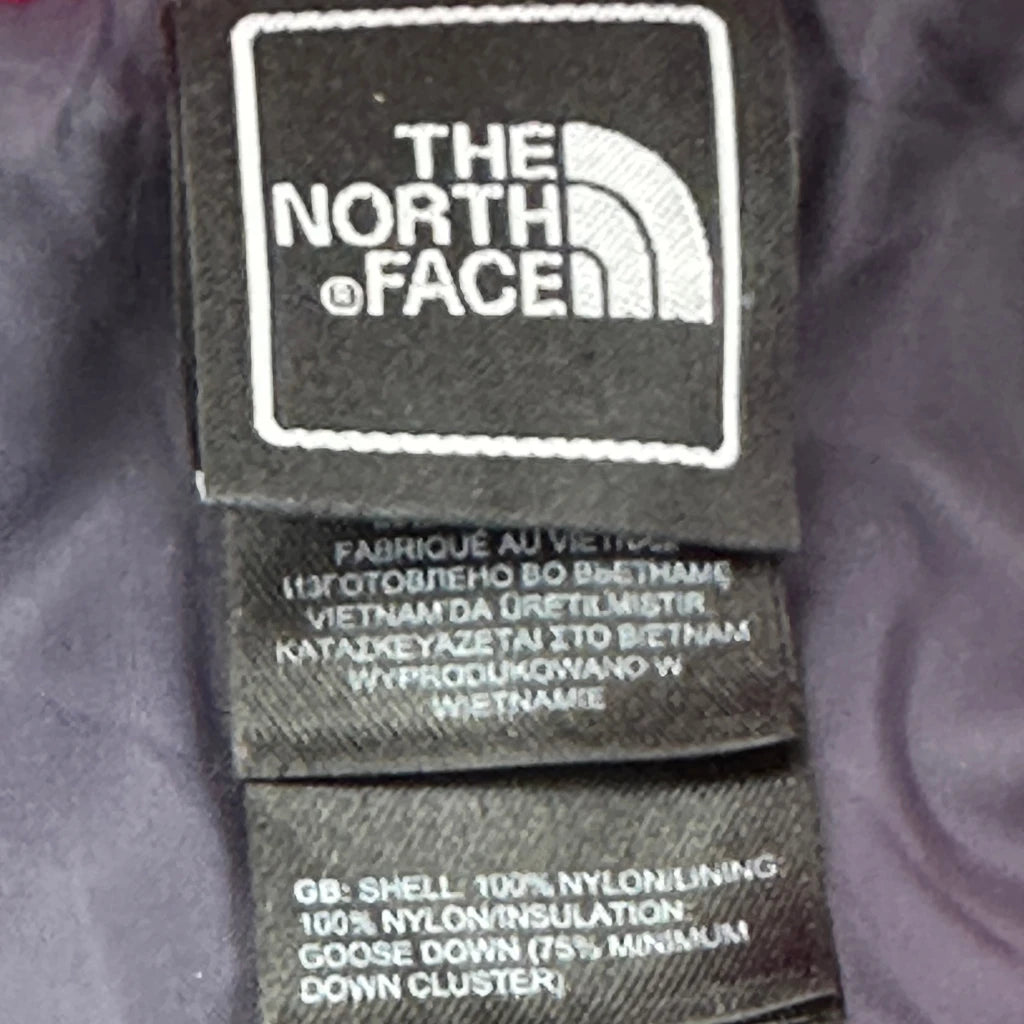 THE
NORTH
® FACE
FABRIQUÉ AU VIETNAM
ИЗГОТОВЛЕНО ВО ВЬЕТНАМЕ
VIETNAM'DA ÜRETILMISTIR
ΚΑΤΑΣΚΕΥΑΖΕΤΑΙ ΣΤΟ ΒΙΕΤΝΑΜ
WYPRODUKOWANO W
WIETNAMIE
GB: SHELL: 100% NYLON/LINING:
100% NYLON/INSULATION:
GOOSE DOWN (75% MINIMUM
DOWN CLUSTER)